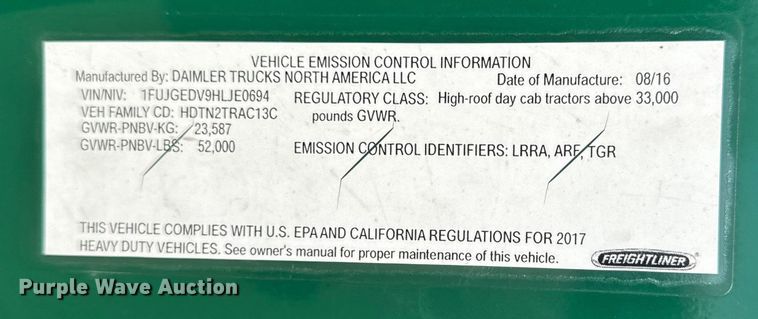 VEHICLE EMISSION CONTROL INFORMATION
Manufactured By: DAIMLER TRUCKS NORTH AMERICA LLC Date of Manufacture: 08/16
VIN/NIV: 1FUJGEDV9HLJE0694 REGULATORY CLASS: High-roof day cab tractors above 33,000
VEH FAMILY CD: HDTN2TRAC13C pounds GVWR.
GVWR-PNBV-KG: 23,587
GVWR-PNBV-LBS: 52,000 EMISSION CONTROL IDENTIFIERS: LRRA, ARF, TGR
THIS VEHICLE COMPLIES WITH U.S. EPA AND CALIFORNIA REGULATIONS FOR 2017
HEAVY DUTY VEHICLES. See owner's manual for proper maintenance of this vehicle. FREIGHTLINER
Purple Wave Auction